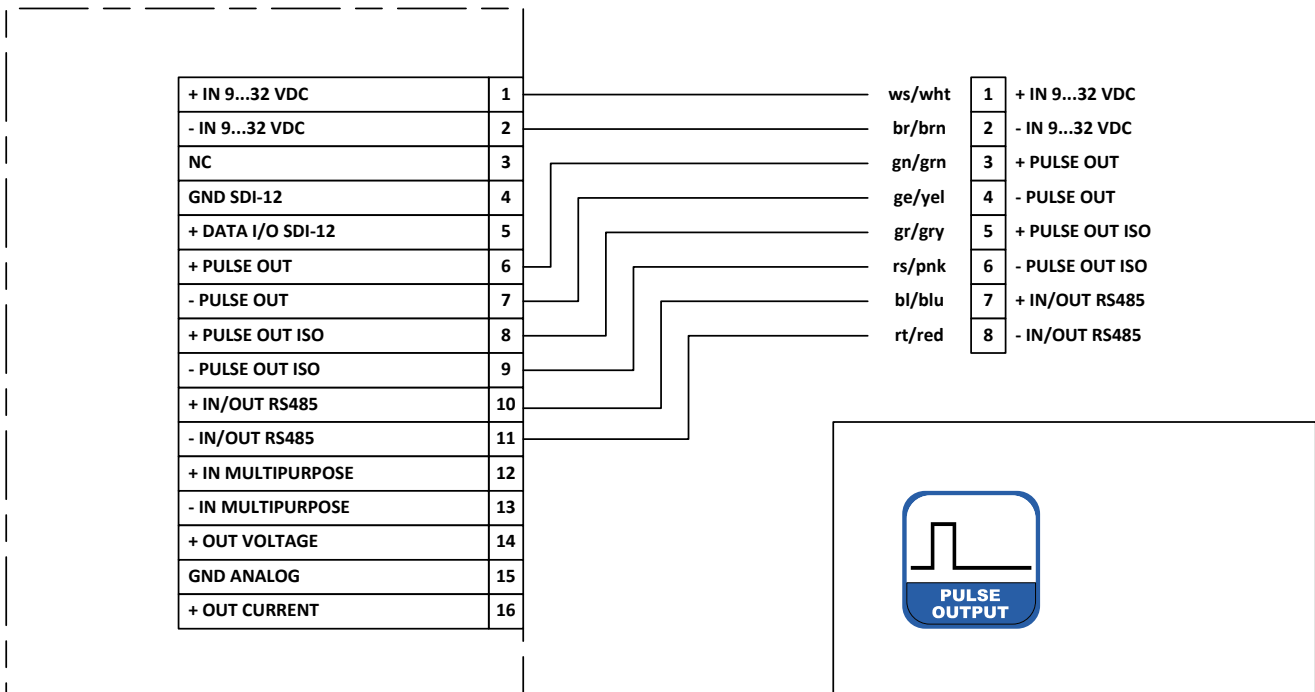 + IN 9...32 VDC 1
- IN 9...32 VDC 2
NC 3
GND SDI-12 4
+ DATA I/O SDI-12 5
+ PULSE OUT 6
- PULSE OUT 7
+ PULSE OUT ISO 8
- PULSE OUT ISO 9
+ IN/OUT RS485 10
- IN/OUT RS485 11
+ IN MULTIPURPOSE 12
- IN MULTIPURPOSE 13
+ OUT VOLTAGE 14
GND ANALOG 15
+ OUT CURRENT 16
ws/wht 1 + IN 9...32 VDC
br/brn 2 - IN 9...32 VDC
gn/grn 3 + PULSE OUT
ge/yel 4 - PULSE OUT
gr/gry 5 + PULSE OUT ISO
rs/pnk 6 - PULSE OUT ISO
bl/blu 7 + IN/OUT RS485
rt/red 8 - IN/OUT RS485
PULSE
OUTPUT